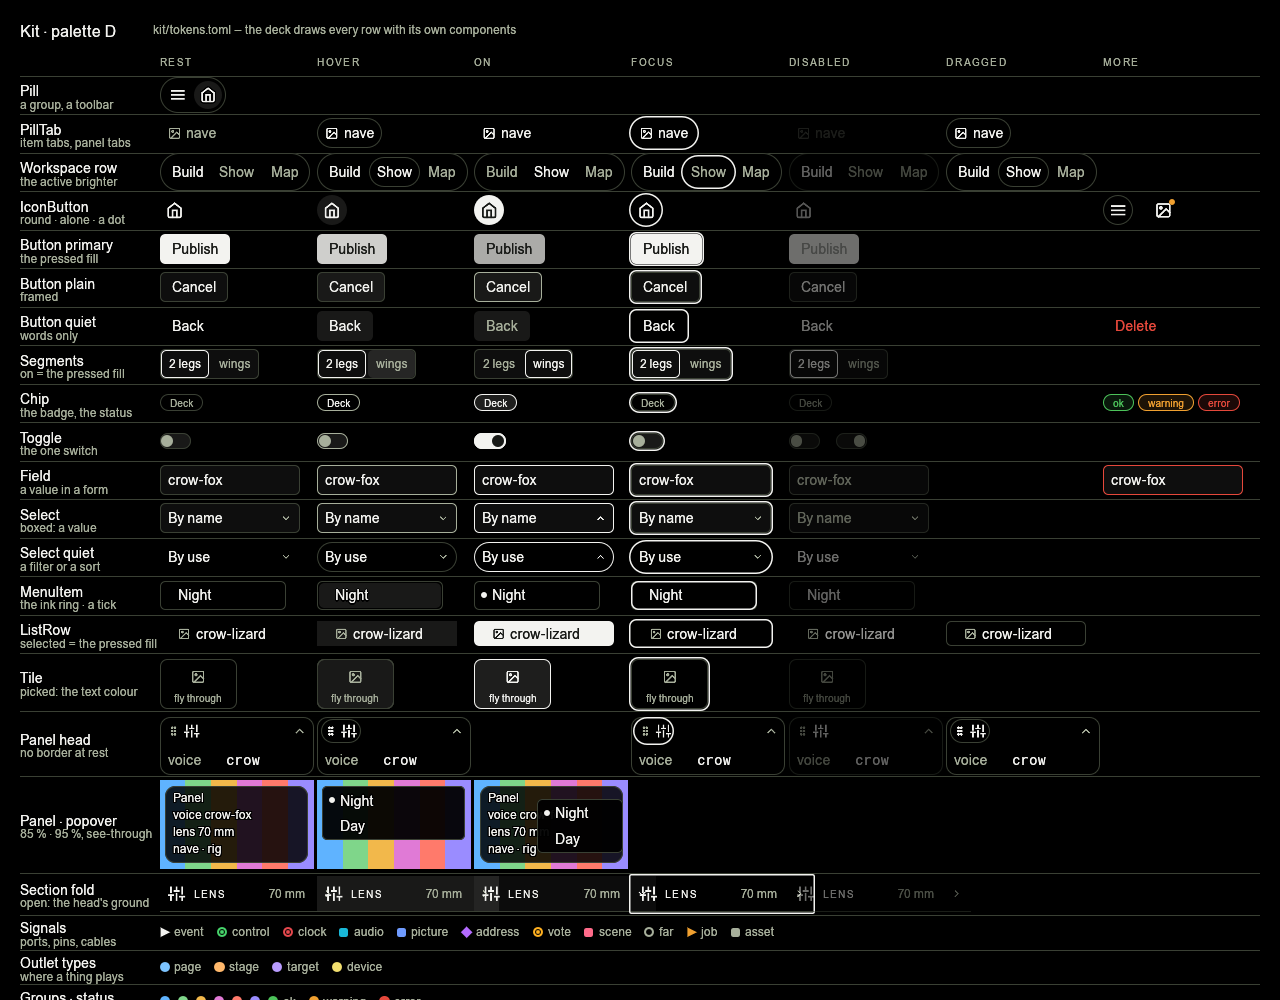 Kit · palette D
kit/tokens.toml – the deck draws every row with its own components
REST HOVER ON FOCUS DISABLED DRAGGED MORE
Pill
a group, a toolbar
PillTab
item tabs, panel tabs
nave nave nave nave nave nave
Workspace row
the active brighter
Build Show Map Build Show Map Build Show Map Build Show Map Build Show Map Build Show Map
IconButton
round · alone · a dot
Button primary
the pressed fill
Publish Publish Publish Publish Publish
Button plain
framed
Cancel Cancel Cancel Cancel Cancel
Button quiet
words only
Back Back Back Back Back Delete
Segments
on = the pressed fill
2 legs wings 2 legs wings 2 legs wings 2 legs wings 2 legs wings
Chip
the badge, the status
Deck Deck Deck Deck Deck ok warning error
Toggle
the one switch
Field
a value in a form
crow-fox crow-fox crow-fox crow-fox crow-fox crow-fox
Select
boxed: a value
By name By name By name By name By name
Select quiet
a filter or a sort
By use By use By use By use By use
MenuItem
the ink ring · a tick
Night Night Night Night Night
ListRow
selected = the pressed fill
crow-lizard crow-lizard crow-lizard crow-lizard crow-lizard crow-lizard
Tile
picked: the text colour
fly through fly through fly through fly through fly through
Panel head
no border at rest
voice crow voice crow voice crow voice crow voice crow
Panel · popover
85 % · 95 %, see-through
Panel
voice crow-fox
lens 70 mm
nave · rig
Night
Day
Panel
voice crow-fox
lens 70 m
nave · rig
Night
Day
Section fold
open: the head's ground
LENS 70 mm LENS 70 mm LENS 70 mm LENS 70 mm LENS 70 mm
Signals
ports, pins, cables
event control clock audio picture address vote scene far job asset
Outlet types
where a thing plays
page stage target device
Groups · status
ok warning error